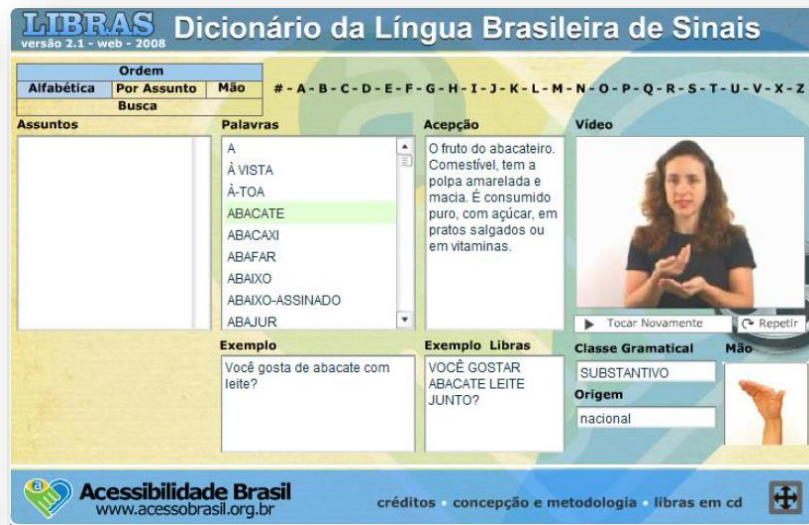 LIBRAS
versão 2.1 - web - 2008
Dicionário da Língua Brasileira de Sinais
Ordem
Alfabética Por Assunto Mão
Busca
# - A - B - C - D - E - F - G - H - I - J - K - L - M - N - O - P - Q - R - S - T - U - V - X - Z
Assuntos
Palavras
A
À VISTA
À-TOA
ABACATE
ABACAXI
ABAFAR
ABAIXO
ABAIXO-ASSINADO
ABAJUR
Acepção
O fruto do abacateiro.
Comestível, tem a
polpa amarelada e
macia. É consumido
puro, com açúcar, em
pratos salgados ou
em vitaminas.
Vídeo
Tocar Novamente
Repetir
Exemplo
Você gosta de abacate com
leite?
Exemplo Libras
VOCÊ GOSTAR
ABACATE LEITE
JUNTO?
Classe Gramatical
SUBSTANTIVO
Origem
nacional
Mão
a
Acessibilidade Brasil
www.acessobrasil.org.br
créditos • concepção e metodologia • libras em cd